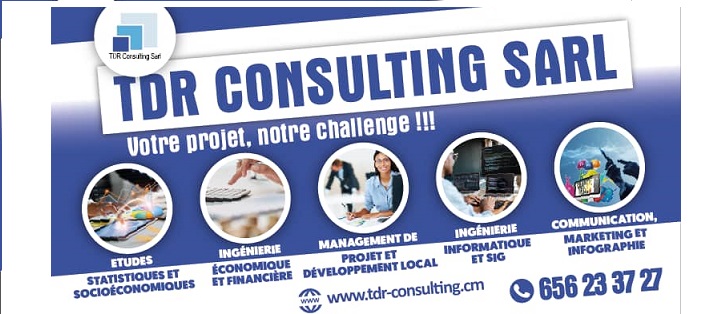 TDR Consulting Sarl
TDR CONSULTING SARL
Votre projet, notre challenge !!!
ETUDES
STATISTIQUES ET
SOCIOÉCONOMIQUES
INGÉNIERIE
ÉCONOMIQUE
ET FINANCIÈRE
MANAGEMENT DE
PROJET ET
DÉVELOPPEMENT LOCAL
INGÉNIERIE
INFORMATIQUE
ET SIG
COMMUNICATION,
MARKETING ET
INFOGRAPHIE
www
www.tdr-consulting.cm
656 23 37 27